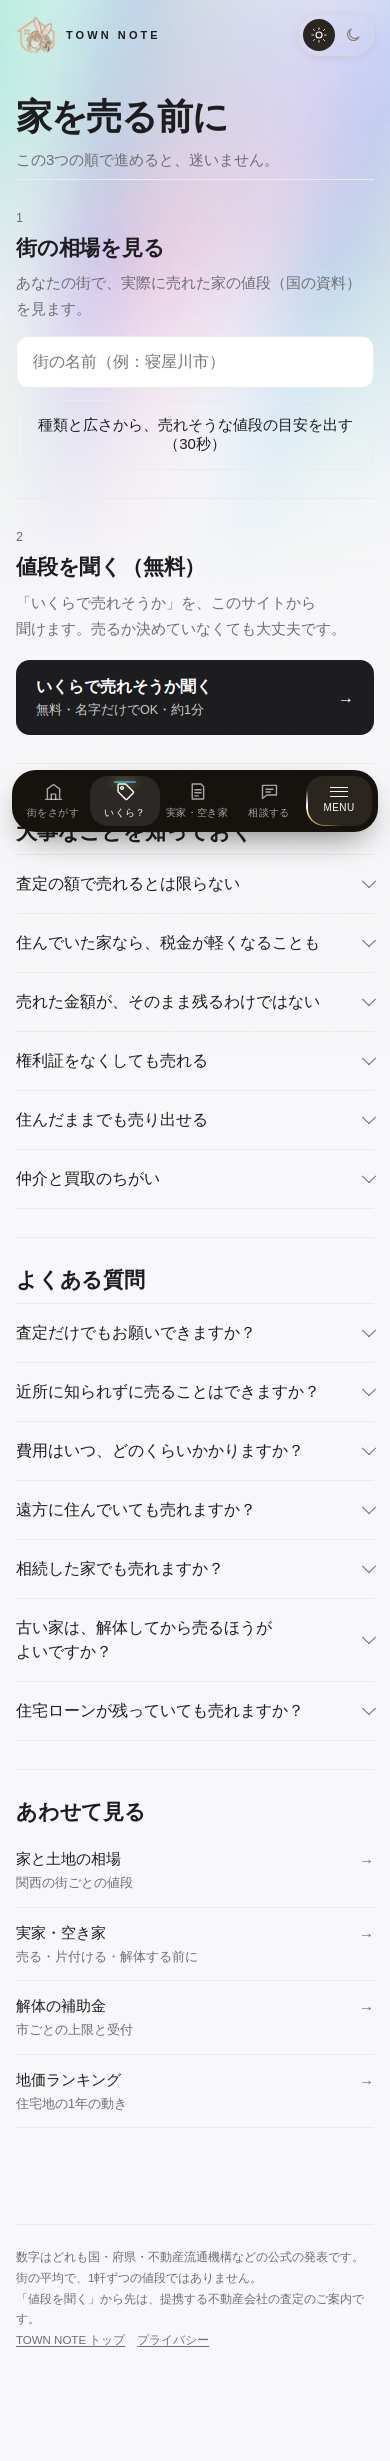 TOWN NOTE
家を売る前に
この3つの順で進めると、迷いません。
1
街の相場を見る
あなたの街で、実際に売れた家の値段（国の資料）
を見ます。
街の名前（例：寝屋川市）
種類と広さから、売れそうな値段の目安を出す
（30秒）
2
値段を聞く（無料）
「いくらで売れそうか」を、このサイトから
聞けます。売るか決めていなくても大丈夫です。
いくらで売れそうか聞く
無料・名字だけでOK・約1分
→
街をさがす
いくら？
実家・空き家
相談する
MENU
大事なことを知っておく
査定の額で売れるとは限らない
住んでいた家なら、税金が軽くなることも
売れた金額が、そのまま残るわけではない
権利証をなくしても売れる
住んだままでも売り出せる
仲介と買取のちがい
よくある質問
査定だけでもお願いできますか？
近所に知られずに売ることはできますか？
費用はいつ、どのくらいかかりますか？
遠方に住んでいても売れますか？
相続した家でも売れますか？
古い家は、解体してから売るほうが
よいですか？
住宅ローンが残っていても売れますか？
あわせて見る
家と土地の相場
→
関西の街ごとの値段
実家・空き家
→
売る・片付ける・解体する前に
解体の補助金
→
市ごとの上限と受付
地価ランキング
→
住宅地の1年の動き
数字はどれも国・府県・不動産流通機構などの公式の発表です。
街の平均で、1軒ずつの値段ではありません。
「値段を聞く」から先は、提携する不動産会社の査定のご案内で
す。
TOWN NOTE トップ プライバシー